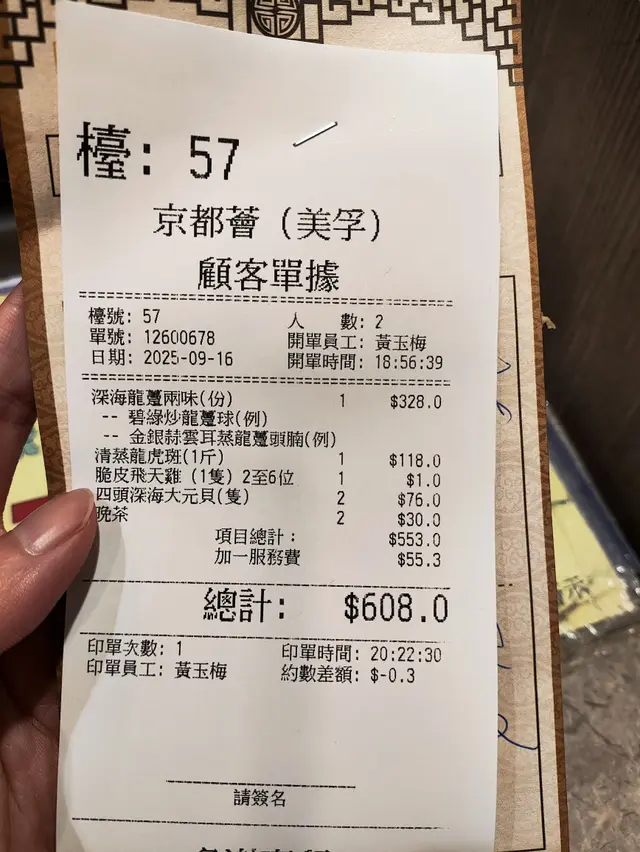 檯: 57
京都薈 (美孚)
顧客單據
檯號: 57 人 數: 2
單號: 12600678 開單員工: 黃玉梅
日期: 2025-09-16 開單時間: 18:56:39
深海龍躉兩味(份) 1 $328.0
-- 碧綠炒龍躉球(例)
-- 金銀蒜雲耳蒸龍躉頭腩(例)
清蒸龍虎斑(1斤) 1 $118.0
脆皮飛天雞 (1隻) 2至6位 1 $1.0
四頭深海大元貝(隻) 2 $76.0
晚茶 2 $30.0
項目總計: $553.0
加一服務費 $55.3
總計: $608.0
印單次數: 1 印單時間: 20:22:30
印單員工: 黃玉梅 約數差額: $-0.3
請簽名